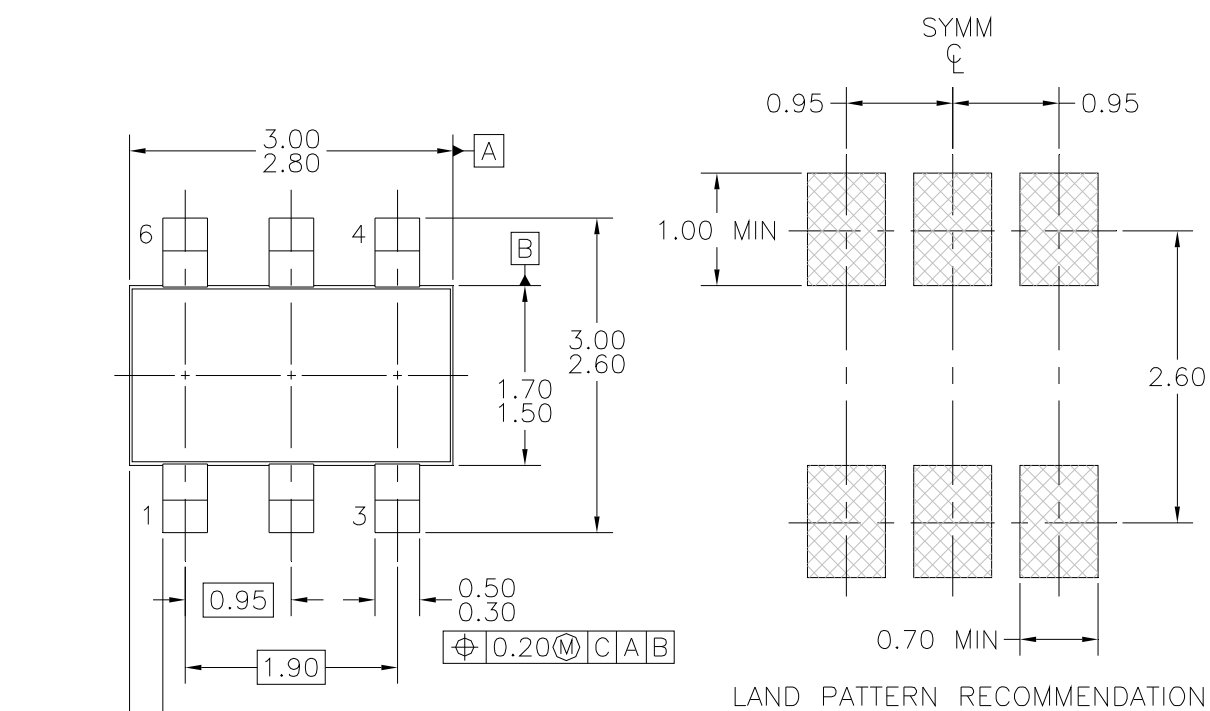 SYMM
℄
0.95
0.95
3.00
2.80
A
6
4
B
1.00 MIN
3.00
2.60
1.70
1.50
2.60
1
3
0.95
0.50
0.30
⌖ 0.20Ⓜ C A B
0.70 MIN
1.90
LAND PATTERN RECOMMENDATION